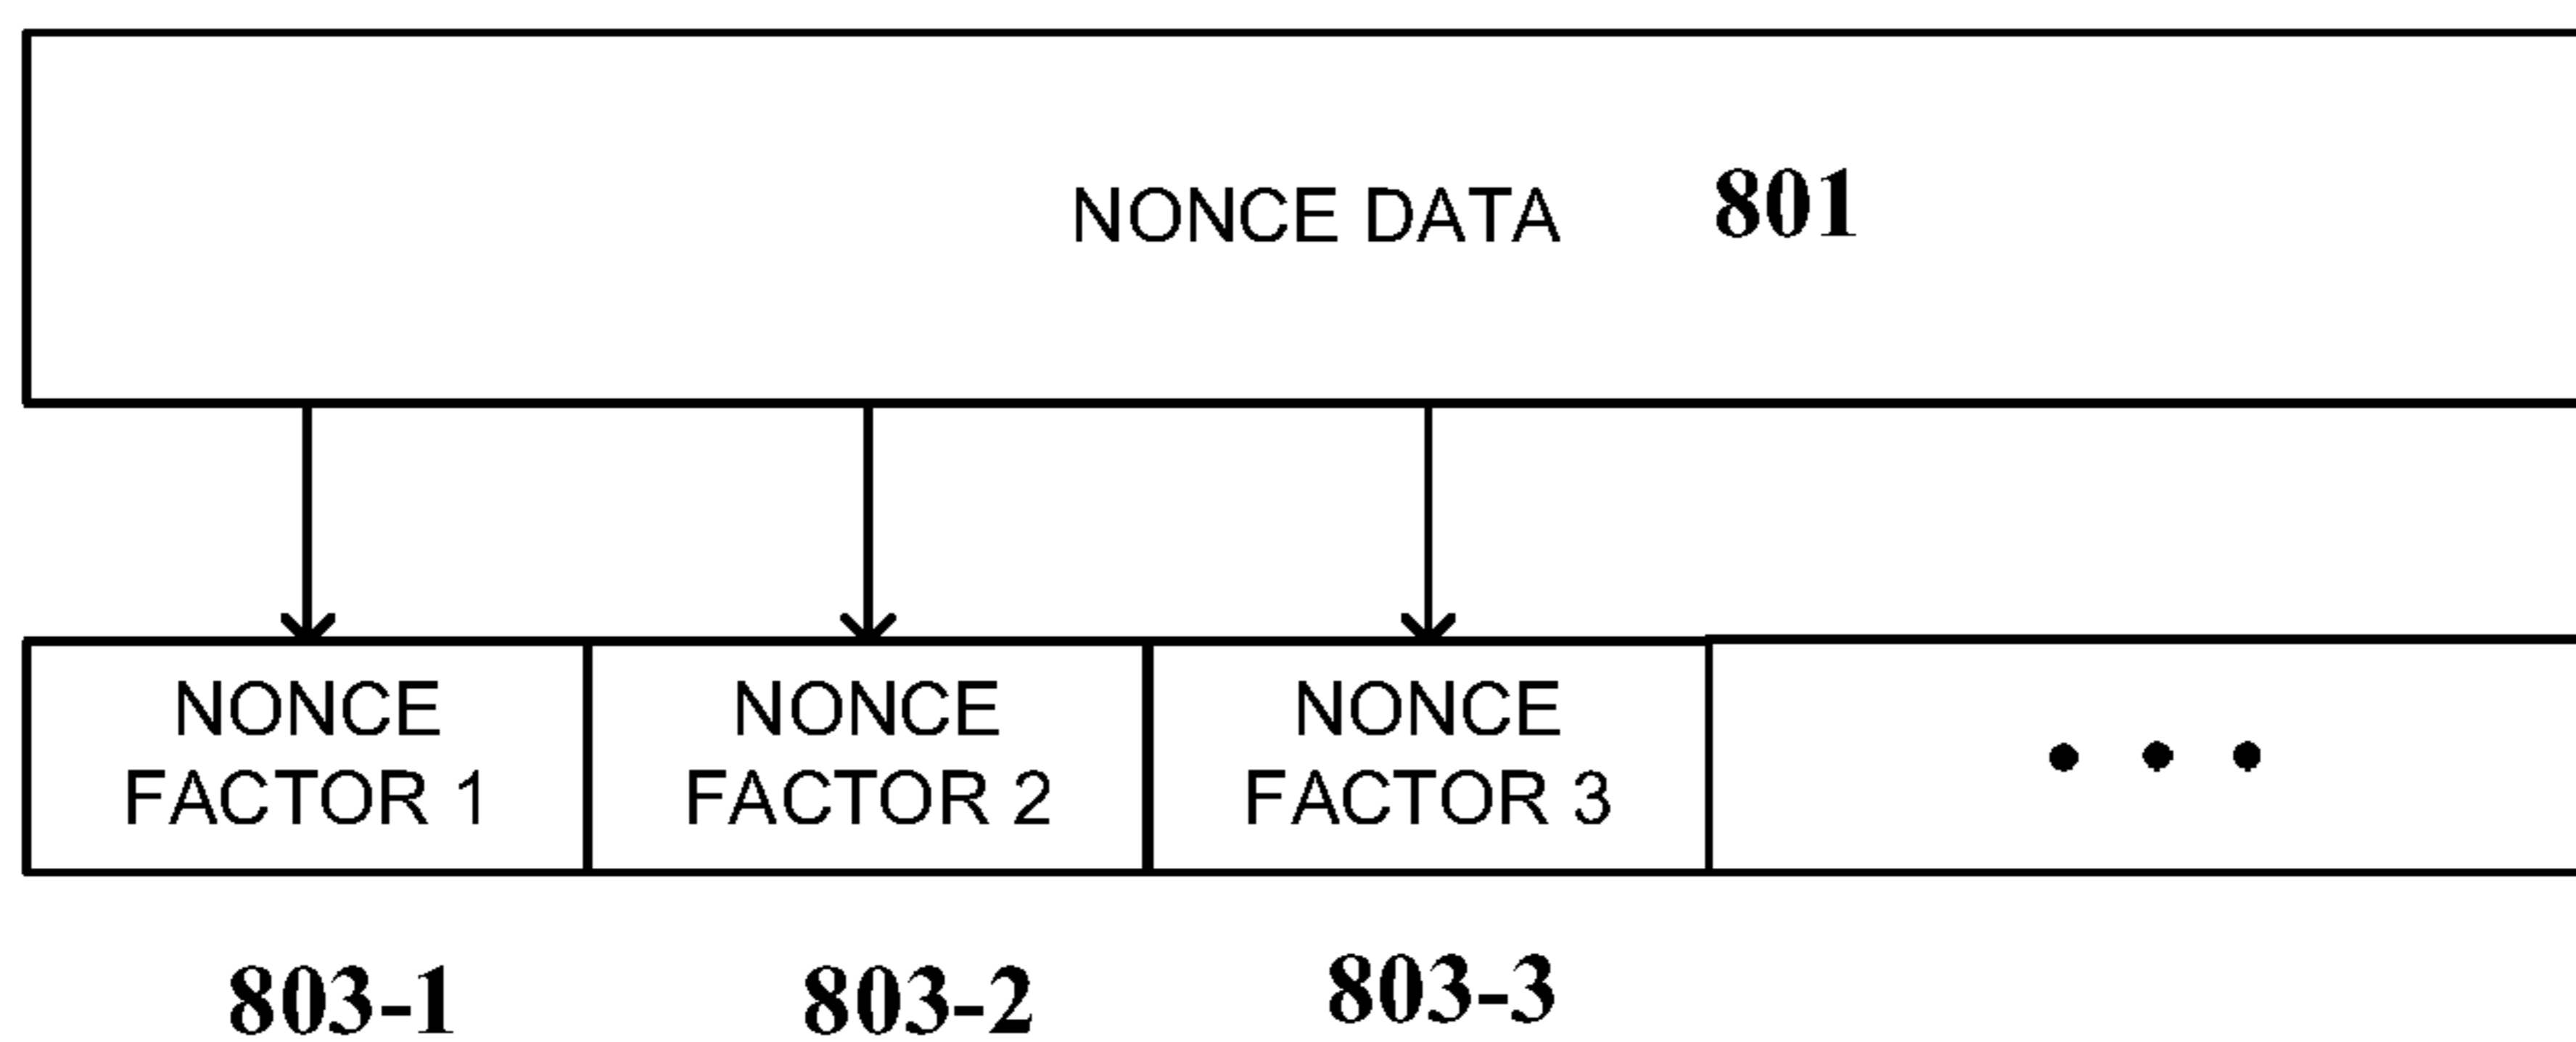 NONCE DATA 801
NONCE FACTOR 1
NONCE FACTOR 2
NONCE FACTOR 3
• • •
803-1 803-2 803-3